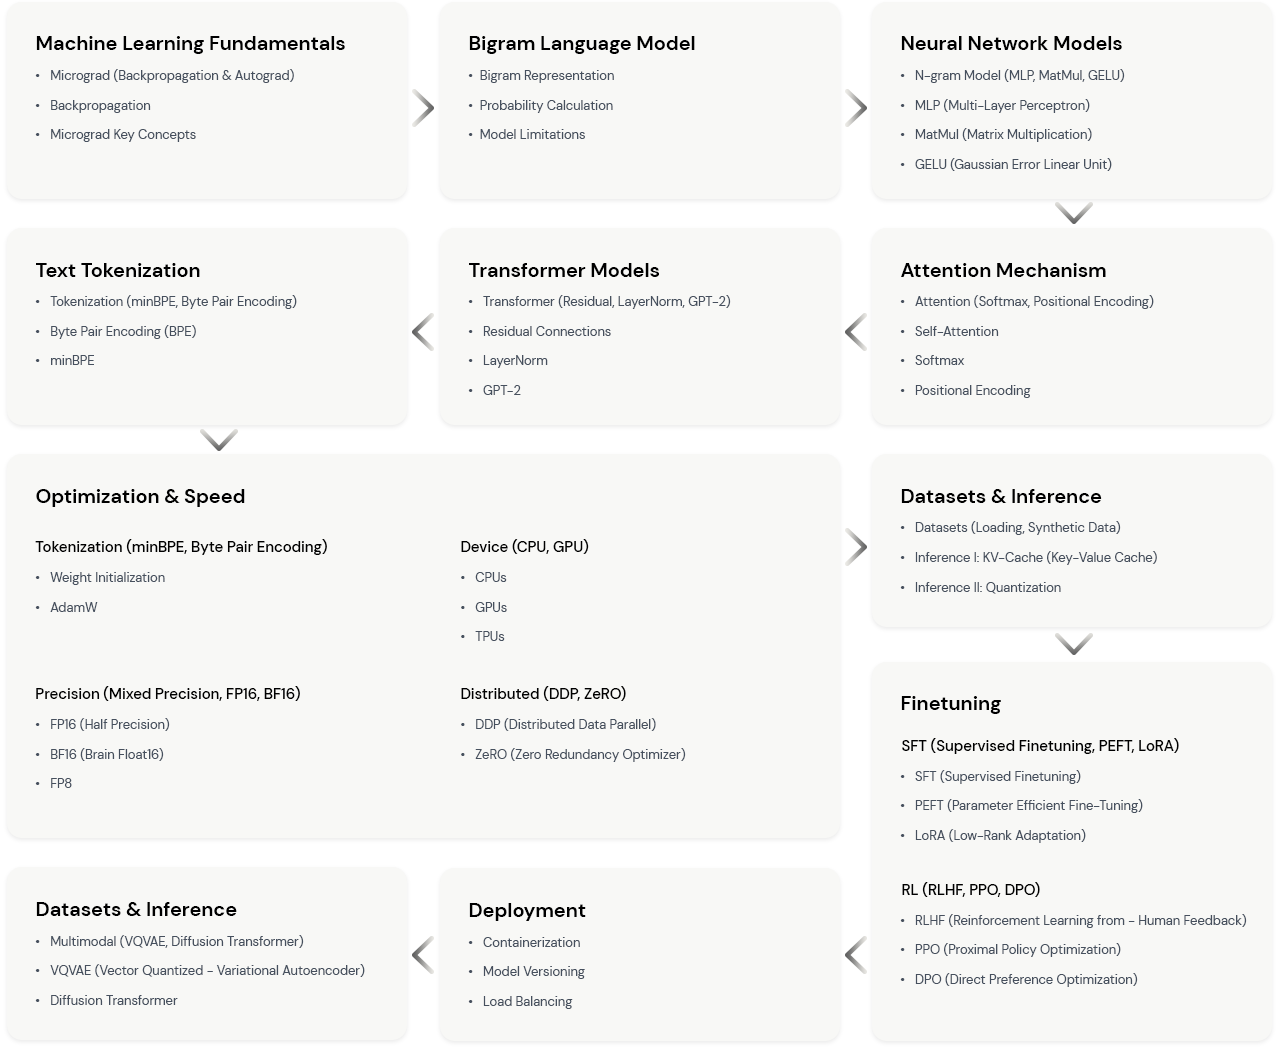 Machine Learning Fundamentals
• Micrograd (Backpropagation & Autograd)
• Backpropagation
• Micrograd Key Concepts
Bigram Language Model
• Bigram Representation
• Probability Calculation
• Model Limitations
Neural Network Models
• N-gram Model (MLP, MatMul, GELU)
• MLP (Multi-Layer Perceptron)
• MatMul (Matrix Multiplication)
• GELU (Gaussian Error Linear Unit)
Attention Mechanism
• Attention (Softmax, Positional Encoding)
• Self-Attention
• Softmax
• Positional Encoding
Transformer Models
• Transformer (Residual, LayerNorm, GPT-2)
• Residual Connections
• LayerNorm
• GPT-2
Text Tokenization
• Tokenization (minBPE, Byte Pair Encoding)
• Byte Pair Encoding (BPE)
• minBPE
Optimization & Speed
Tokenization (minBPE, Byte Pair Encoding)
• Weight Initialization
• AdamW
Device (CPU, GPU)
• CPUs
• GPUs
• TPUs
Precision (Mixed Precision, FP16, BF16)
• FP16 (Half Precision)
• BF16 (Brain Float16)
• FP8
Distributed (DDP, ZeRO)
• DDP (Distributed Data Parallel)
• ZeRO (Zero Redundancy Optimizer)
Datasets & Inference
• Datasets (Loading, Synthetic Data)
• Inference I: KV-Cache (Key-Value Cache)
• Inference II: Quantization
Finetuning
SFT (Supervised Finetuning, PEFT, LoRA)
• SFT (Supervised Finetuning)
• PEFT (Parameter Efficient Fine-Tuning)
• LoRA (Low-Rank Adaptation)
RL (RLHF, PPO, DPO)
• RLHF (Reinforcement Learning from - Human Feedback)
• PPO (Proximal Policy Optimization)
• DPO (Direct Preference Optimization)
Deployment
• Containerization
• Model Versioning
• Load Balancing
Datasets & Inference
• Multimodal (VQVAE, Diffusion Transformer)
• VQVAE (Vector Quantized - Variational Autoencoder)
• Diffusion Transformer